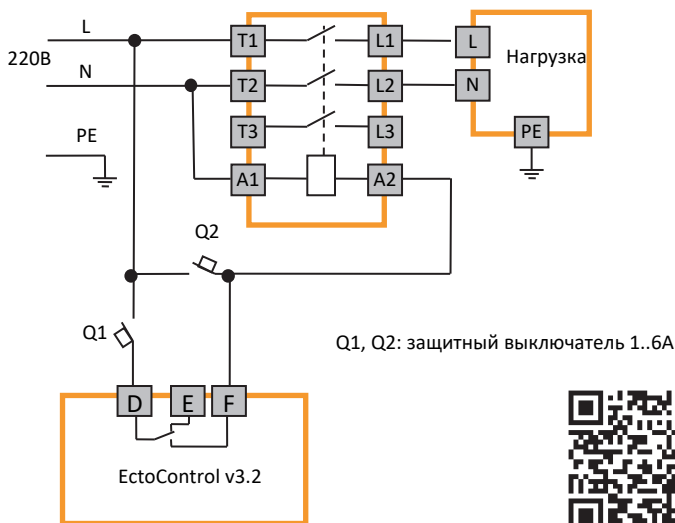 L
T1
L1
L
Нагрузка
220В
N
T2
L2
N
PE
T3
L3
PE
A1
A2
Q2
Q1
Q1, Q2: защитный выключатель 1..6А
D
E
F
EctoControl v3.2